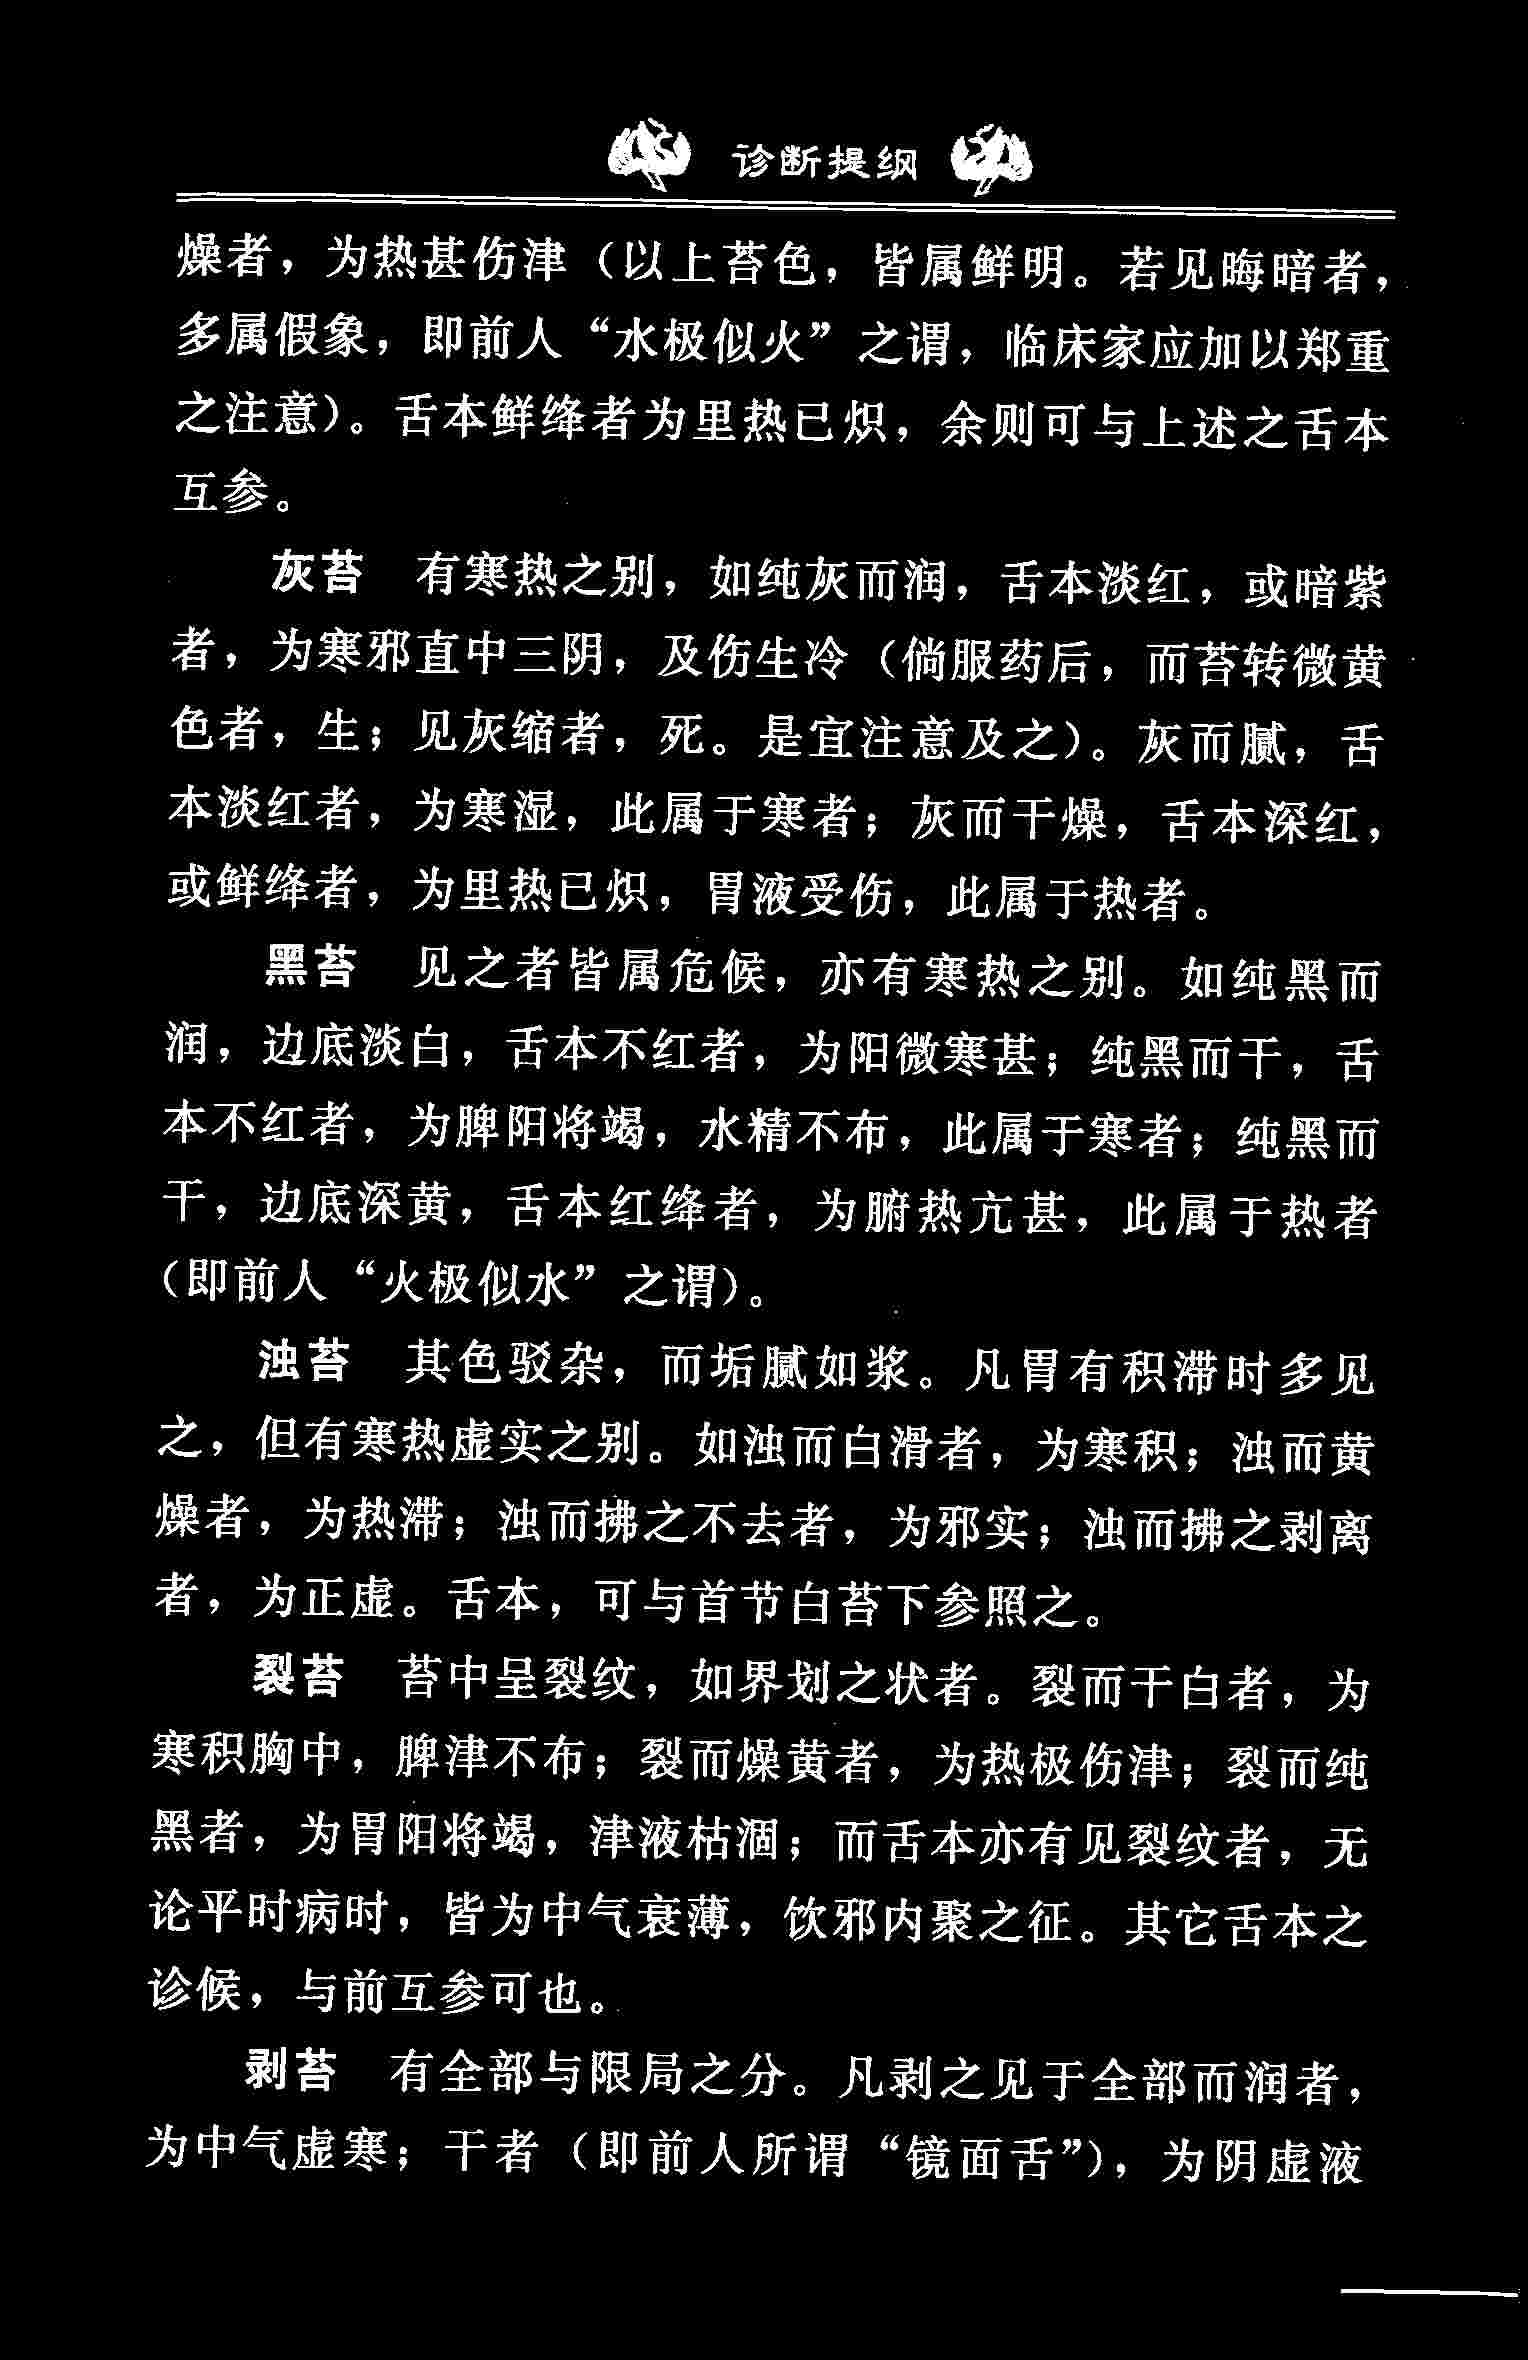 诊断提纲
燥者，为热甚伤津（以上苔色，皆属鲜明。若见晦暗者，
多属假象，即前人“水极似火”之谓，临床家应加以郑重
之注意）。舌本鲜绛者为里热已炽，余则可与上述之舌本
互参。
灰苔　有寒热之别，如纯灰而润，舌本淡红，或暗紫
者，为寒邪直中三阴，及伤生冷（倘服药后，而苔转微黄
色者，生；见灰缩者，死。是宜注意及之）。灰而腻，舌
本淡红者，为寒湿，此属于寒者；灰而干燥，舌本深红，
或鲜绛者，为里热已炽，胃液受伤，此属于热者。
黑苔　见之者皆属危候，亦有寒热之别。如纯黑而
润，边底淡白，舌本不红者，为阳微寒甚；纯黑而干，舌
本不红者，为脾阳将竭，水精不布，此属于寒者；纯黑而
干，边底深黄，舌本红绛者，为腑热亢甚，此属于热者
（即前人“火极似水”之谓）。
浊苔　其色驳杂，而垢腻如浆。凡胃有积滞时多见
之，但有寒热虚实之别。如浊而白滑者，为寒积；浊而黄
燥者，为热滞；浊而拂之不去者，为邪实；浊而拂之剥离
者，为正虚。舌本，可与首节白苔下参照之。
裂苔　苔中呈裂纹，如界划之状者。裂而干白者，为
寒积胸中，脾津不布；裂而燥黄者，为热极伤津；裂而纯
黑者，为胃阳将竭，津液枯涸；而舌本亦有见裂纹者，无
论平时病时，皆为中气衰薄，饮邪内聚之征。其它舌本之
诊候，与前互参可也。
剥苔　有全部与限局之分。凡剥之见于全部而润者，
为中气虚寒；干者（即前人所谓“镜面舌”），为阴虚液